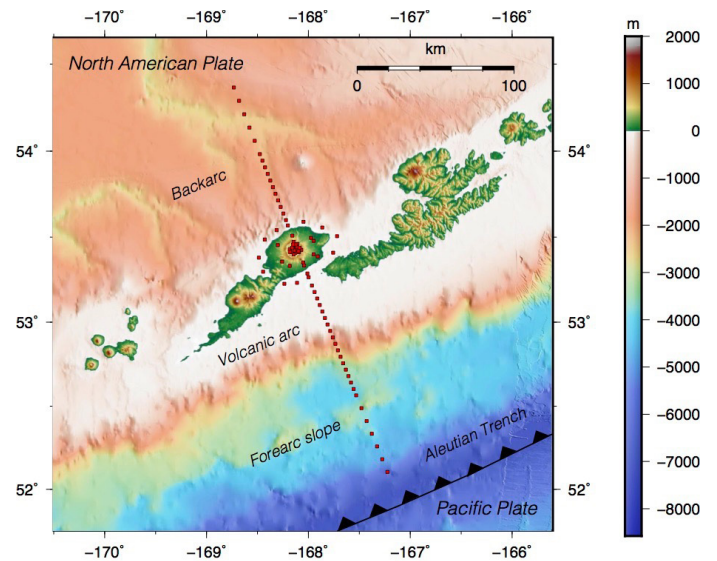 −170° −169° −168° −167° −166°
m
2000
1000
0
−1000
−2000
−3000
−4000
−5000
−6000
−7000
−8000
North American Plate
km
0 100
54° 54°
Backarc
53° 53°
Volcanic arc
Forearc slope
Aleutian Trench
52° 52°
Pacific Plate
−170° −169° −168° −167° −166°